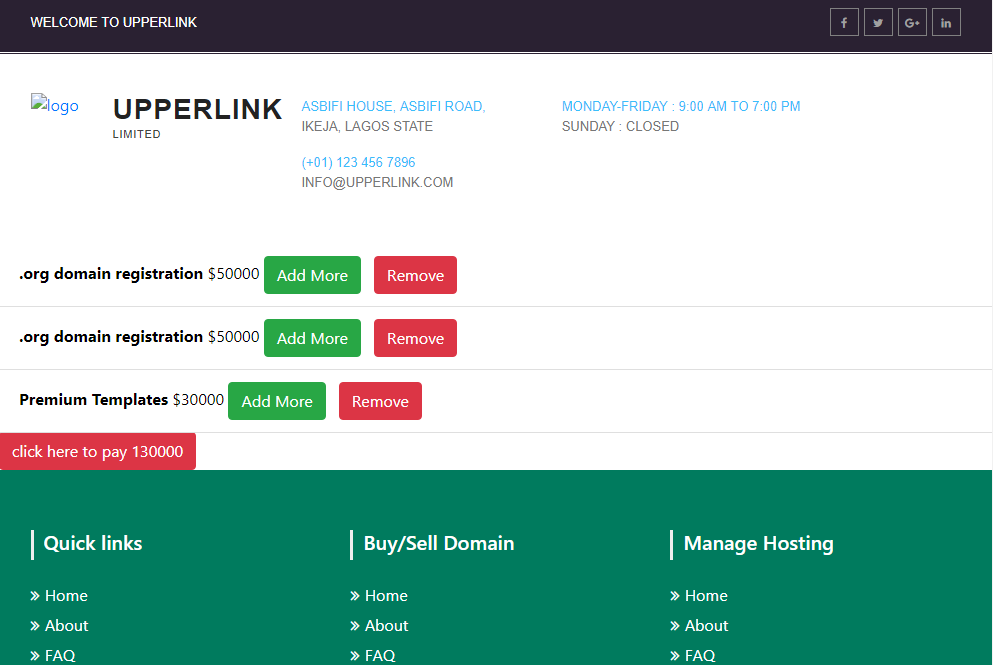 WELCOME TO UPPERLINK
logo
UPPERLINK
LIMITED
ASBIFI HOUSE, ASBIFI ROAD,
IKEJA, LAGOS STATE
(+01) 123 456 7896
INFO@UPPERLINK.COM
MONDAY-FRIDAY : 9:00 AM TO 7:00 PM
SUNDAY : CLOSED
.org domain registration $50000 Add More Remove
.org domain registration $50000 Add More Remove
Premium Templates $30000 Add More Remove
click here to pay 130000
Quick links
» Home
» About
» FAQ
Buy/Sell Domain
» Home
» About
» FAQ
Manage Hosting
» Home
» About
» FAQ